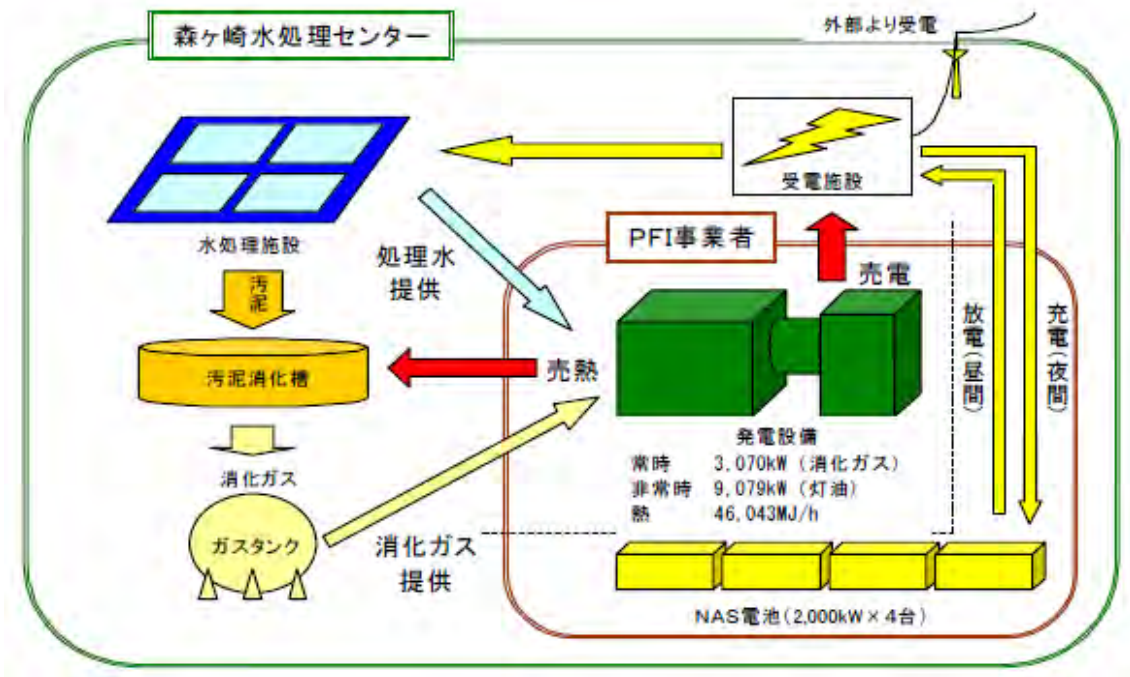 森ヶ崎水処理センター
外部より受電
受電施設
水処理施設
処理水
提供
PFI事業者
売電
汚泥
放電(昼間)
充電(夜間)
汚泥消化槽
売熱
発電設備
常時 3,070kW (消化ガス)
非常時 9,079kW (灯油)
熱 46,043MJ/h
消化ガス
ガスタンク
消化ガス
提供
NAS電池(2,000kW×4台)